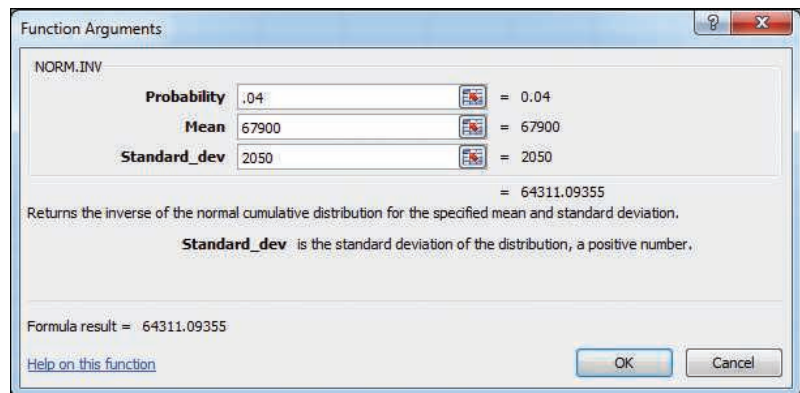 Function Arguments
NORM.INV
Probability .04 = 0.04
Mean 67900 = 67900
Standard_dev 2050 = 2050
= 64311.09355
Returns the inverse of the normal cumulative distribution for the specified mean and standard deviation.
Standard_dev is the standard deviation of the distribution, a positive number.
Formula result = 64311.09355
Help on this function OK Cancel